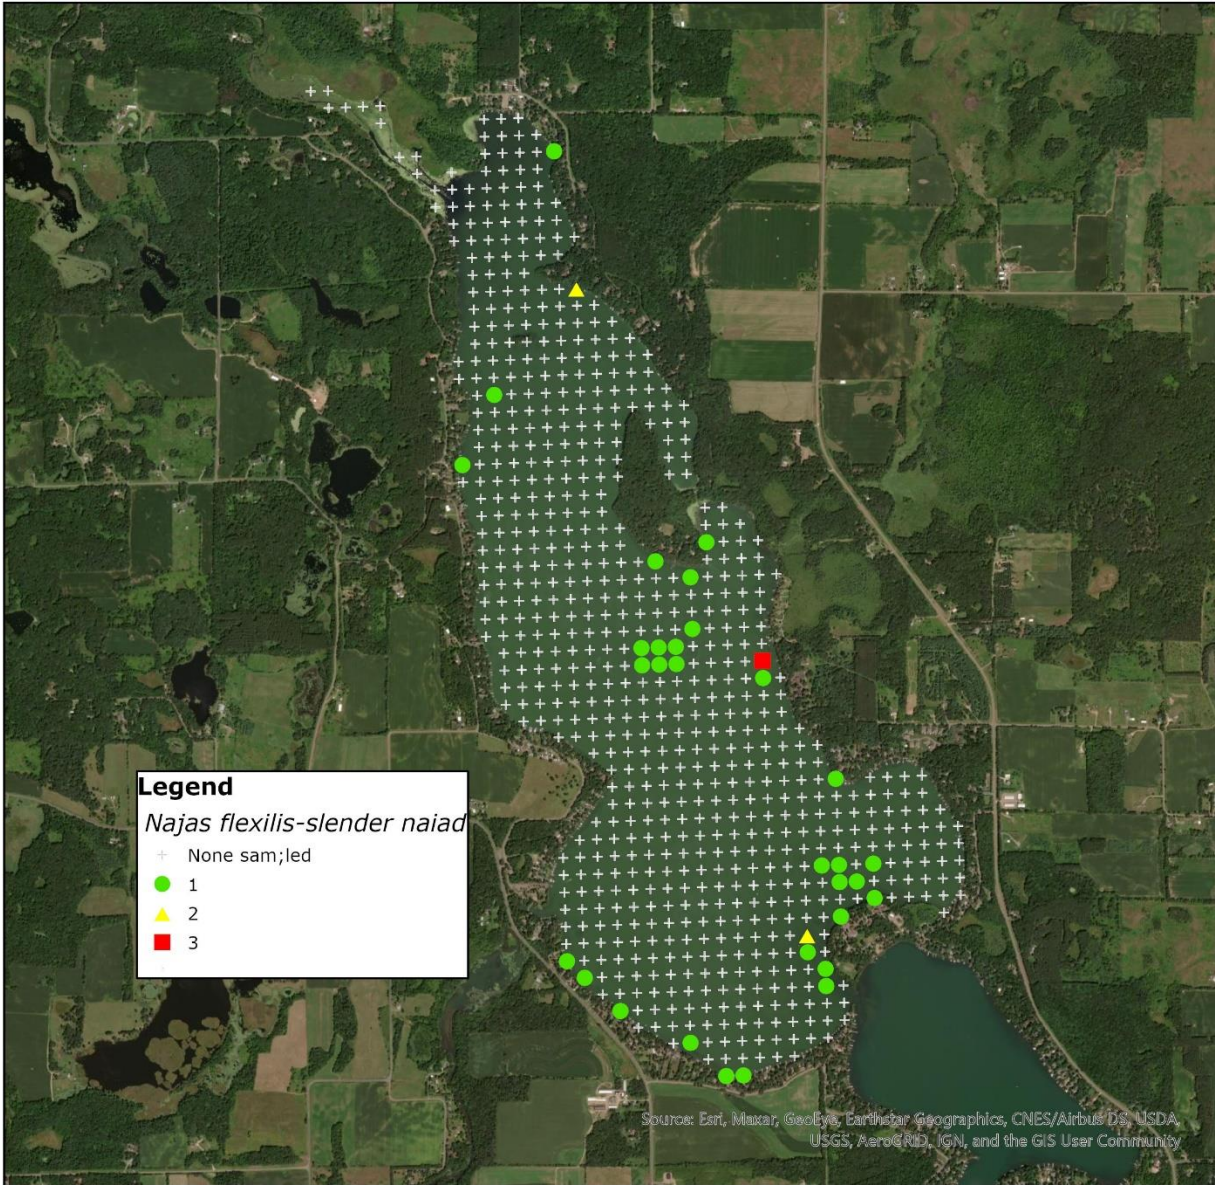 Legend
Najas flexilis-slender naiad
None sam;led
1
2
3
Source: Esri, Maxar, GeoEye, Earthstar Geographics, CNES/Airbus DS, USDA,
USGS, AeroGRID, IGN, and the GIS User Community